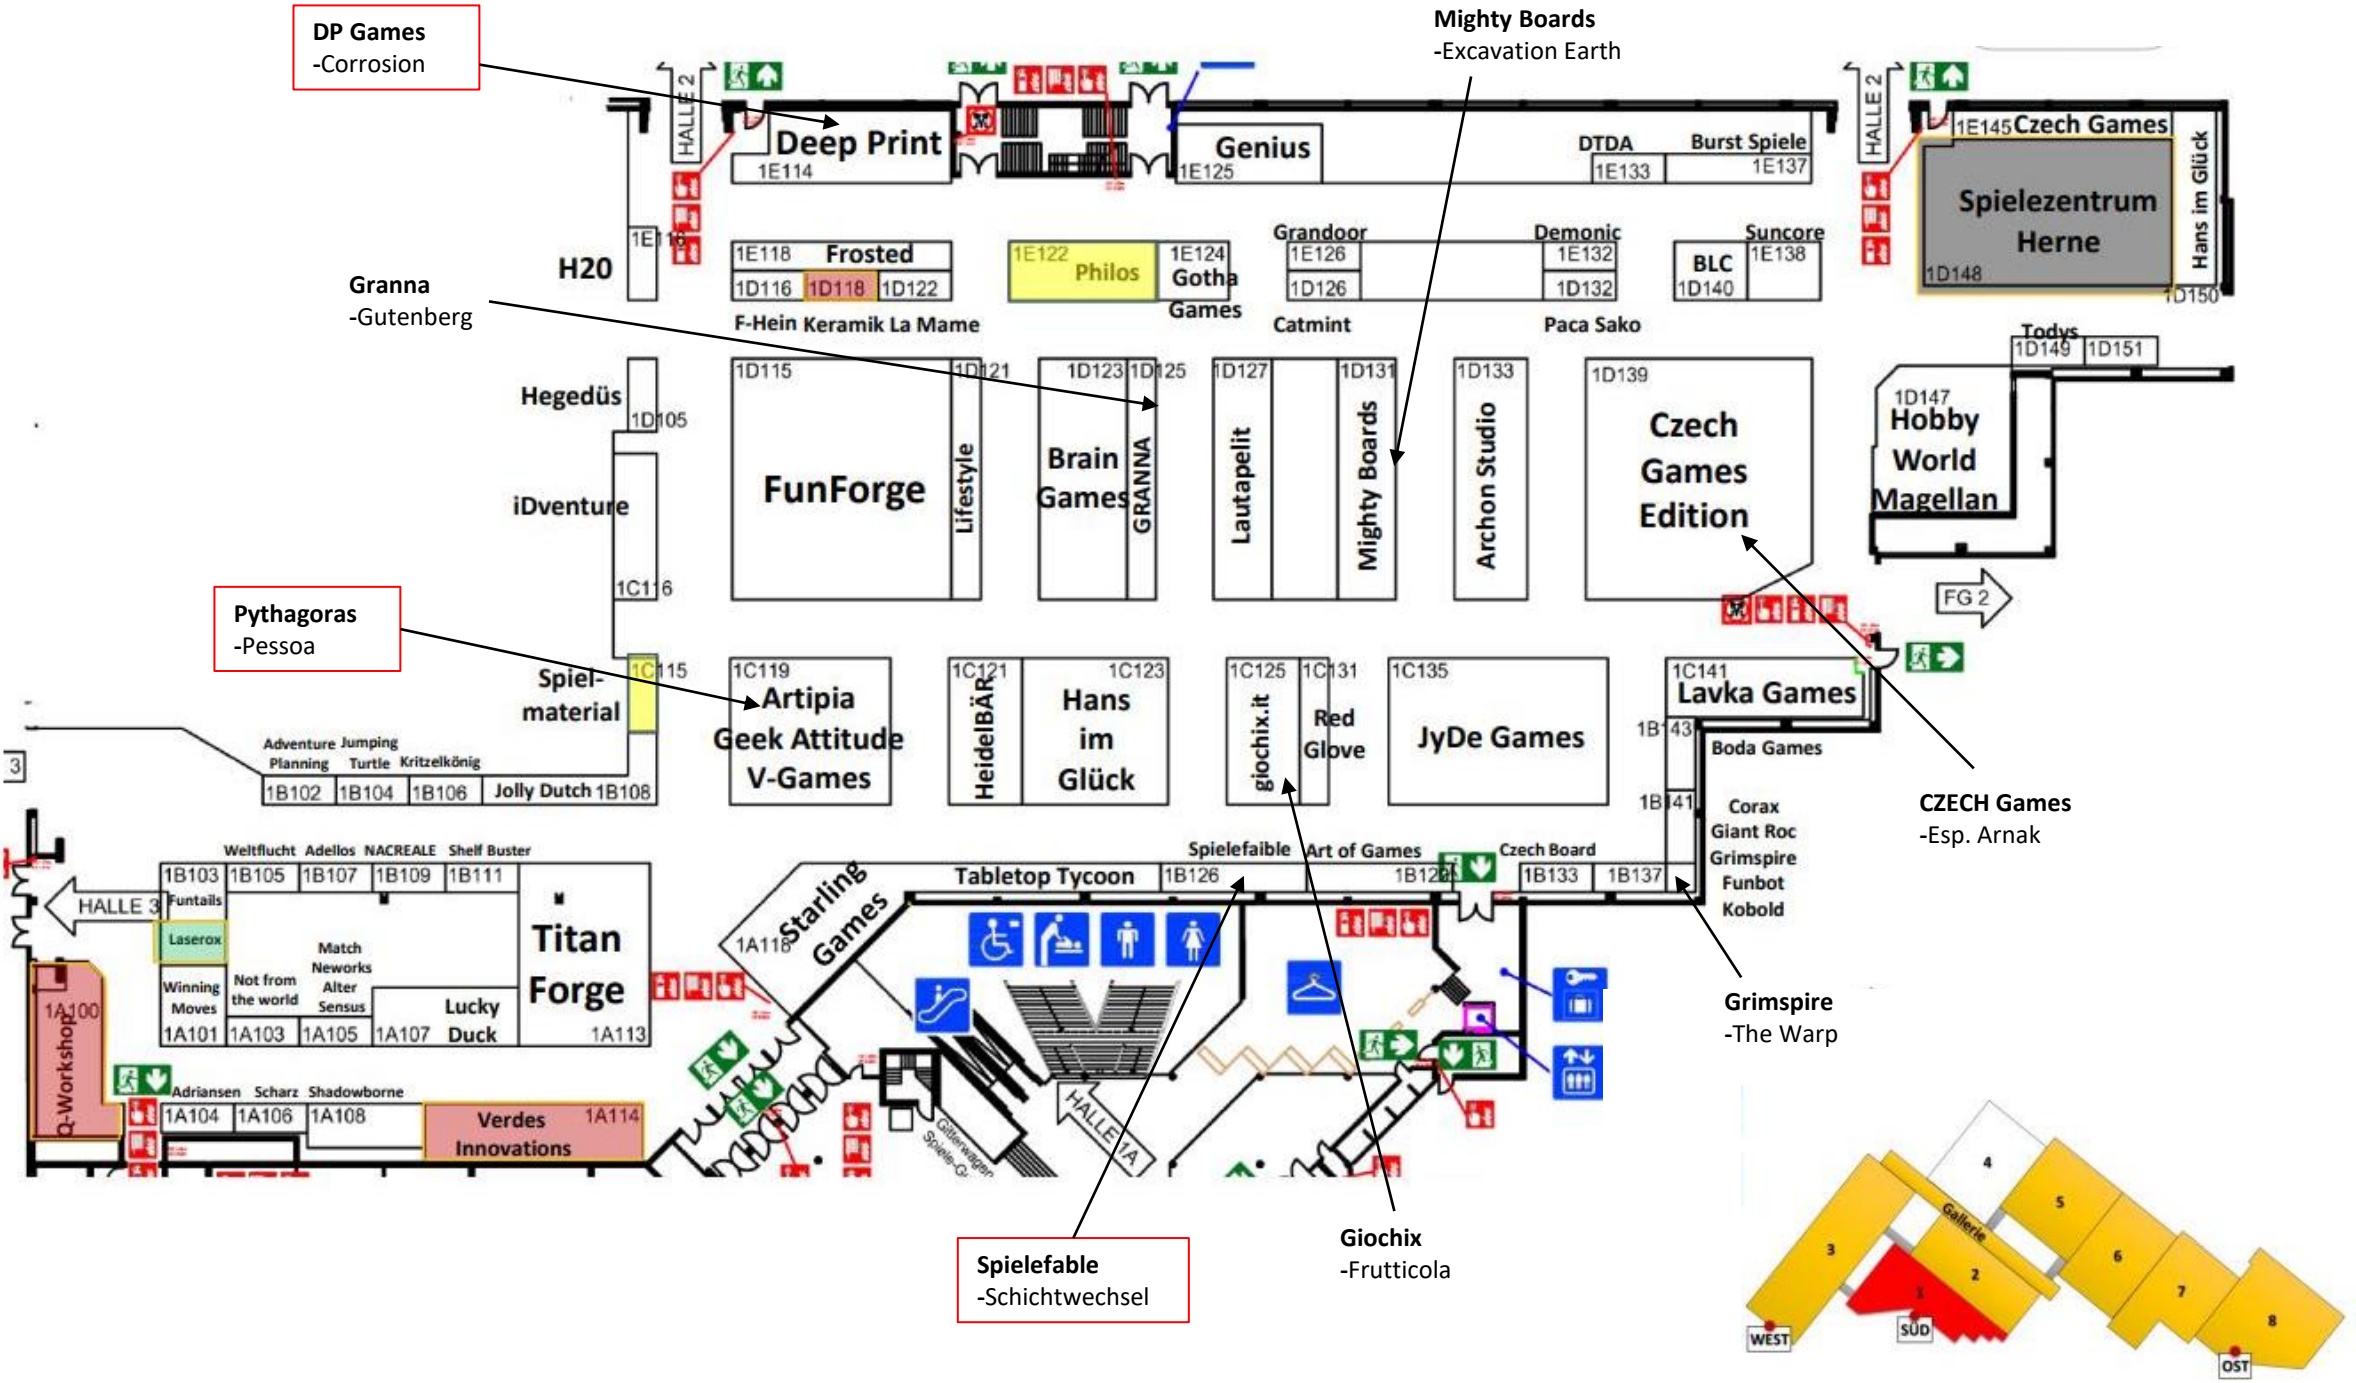 DP Games
-Corrosion
Mighty Boards
-Excavation Earth
HALLE 2
Deep Print
1E114
Genius
1E125
DTDA
1E133
Burst Spiele
1E137
HALLE 2
1E145 Czech Games
Spielezentrum
Herne
1D148
Hans im Glück
1D150
1E116
H20
1E118 Frosted
1D116 1D118 1D122
F-Hein Keramik La Mame
1E122
Philos
1E124
Gotha
Games
Grandoor
1E126
1D126
Catmint
Demonic
1E132
1D132
Paca Sako
Suncore
BLC
1E138
1D140
Granna
-Gutenberg
Todys
1D149 1D151
Hegedüs
1D105
iDventure
1C116
1D115
FunForge
1D121
Lifestyle
1D123
Brain
Games
1D125
GRANNA
1D127
Lautapelit
1D131
Mighty Boards
1D133
Archon Studio
1D139
Czech
Games
Edition
1D147
Hobby
World
Magellan
FG 2
Pythagoras
-Pessoa
1C115
Spiel-
material
1C119
Artipia
Geek Attitude
V-Games
1C121
HeidelBÄR
1C123
Hans
im
Glück
1C125
giochix.it
1C131
Red
Glove
1C135
JyDe Games
1C141
Lavka Games
1B143
Boda Games
1B141
Corax
Giant Roc
Grimspire
Funbot
Kobold
CZECH Games
-Esp. Arnak
3
Adventure
Planning
Jumping
Turtle
Kritzelkönig
1B102 1B104 1B106 Jolly Dutch 1B108
Weltflucht Adellos NACREALE Shelf Buster
1B103 1B105 1B107 1B109 1B111
HALLE 3
Funtails
Laserox
Winning
Moves
1A101
Not from
the world
1A103
Match
Neworks
Alter
Sensus
1A105
1A107
Lucky
Duck
Titan
Forge
1A113
1A100
Q-Workshop
Adriansen Scharz Shadowborne
1A104 1A106 1A108
Verdes
Innovations
1A114
Starling
Games
1A118
Tabletop Tycoon
Spielefaible
1B126
Art of Games
1B129
Czech Board
1B133 1B137
Gitterwagen
HALLE 1A
Grimspire
-The Warp
Spielefable
-Schichtwechsel
Giochix
-Frutticola
4
5
Gallerie
3
6
2
1
7
8
WEST
SÜD
OST